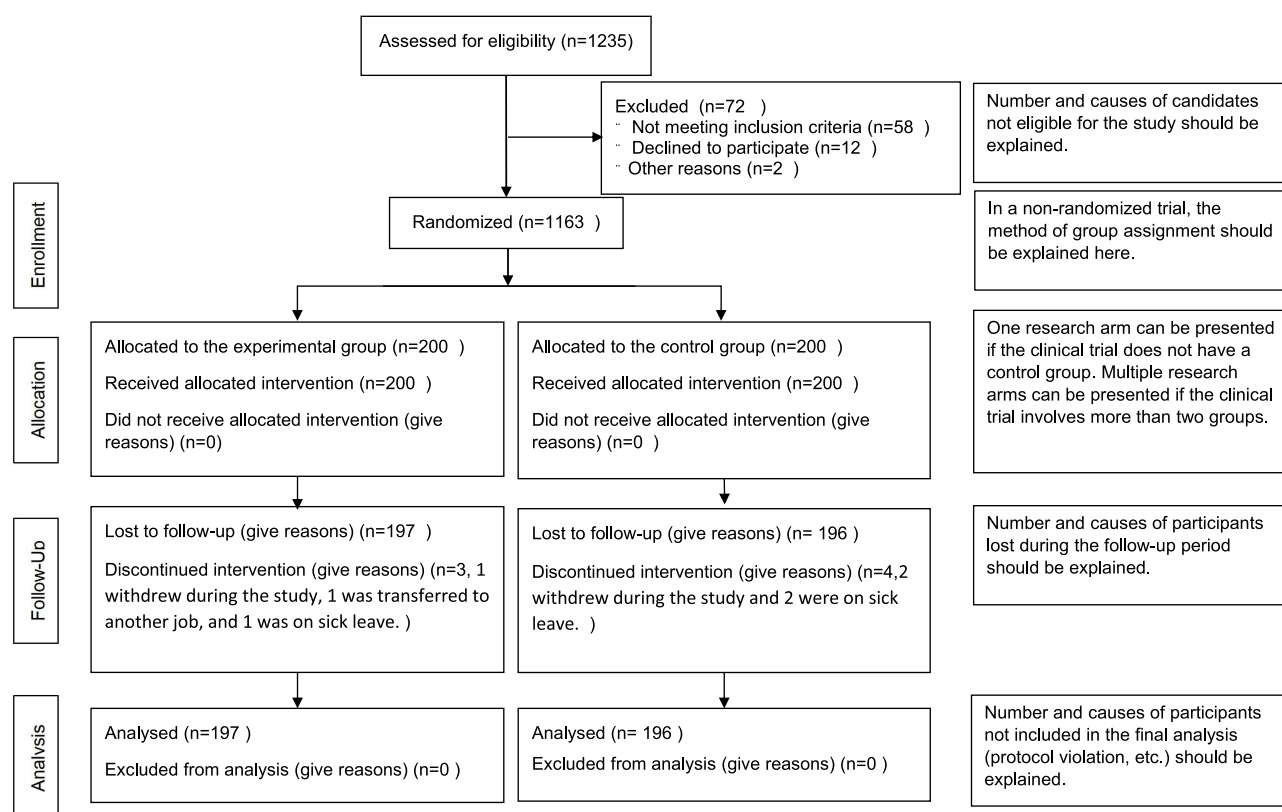 Assessed for eligibility (n=1235)
Excluded (n=72 )
¨ Not meeting inclusion criteria (n=58 )
¨ Declined to participate (n=12 )
¨ Other reasons (n=2 )
Number and causes of candidates
not eligible for the study should be
explained.
Enrollment
Randomized (n=1163 )
In a non-randomized trial, the
method of group assignment should
be explained here.
Allocation
Allocated to the experimental group (n=200 )
Received allocated intervention (n=200 )
Did not receive allocated intervention (give
reasons) (n=0)
Allocated to the control group (n=200 )
Received allocated intervention (n=200 )
Did not receive allocated intervention (give
reasons) (n=0 )
One research arm can be presented
if the clinical trial does not have a
control group. Multiple research
arms can be presented if the clinical
trial involves more than two groups.
Follow-Up
Lost to follow-up (give reasons) (n=197 )
Discontinued intervention (give reasons) (n=3, 1
withdrew during the study, 1 was transferred to
another job, and 1 was on sick leave. )
Lost to follow-up (give reasons) (n= 196 )
Discontinued intervention (give reasons) (n=4,2
withdrew during the study and 2 were on sick
leave. )
Number and causes of participants
lost during the follow-up period
should be explained.
Analysis
Analysed (n=197 )
Excluded from analysis (give reasons) (n=0 )
Analysed (n= 196 )
Excluded from analysis (give reasons) (n=0 )
Number and causes of participants
not included in the final analysis
(protocol violation, etc.) should be
explained.